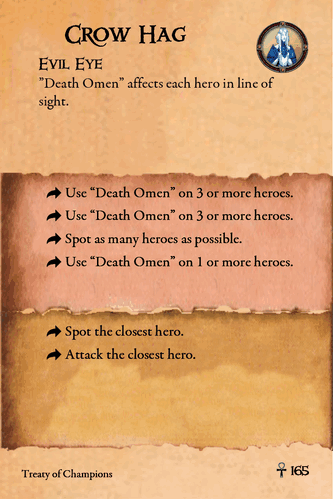 Crow Hag
Evil Eye
”Death Omen” affects each hero in line of
sight.
Use “Death Omen” on 3 or more heroes.
Use “Death Omen” on 3 or more heroes.
Spot as many heroes as possible.
Use “Death Omen” on 1 or more heroes.
Spot the closest hero.
Attack the closest hero.
Treaty of Champions
165